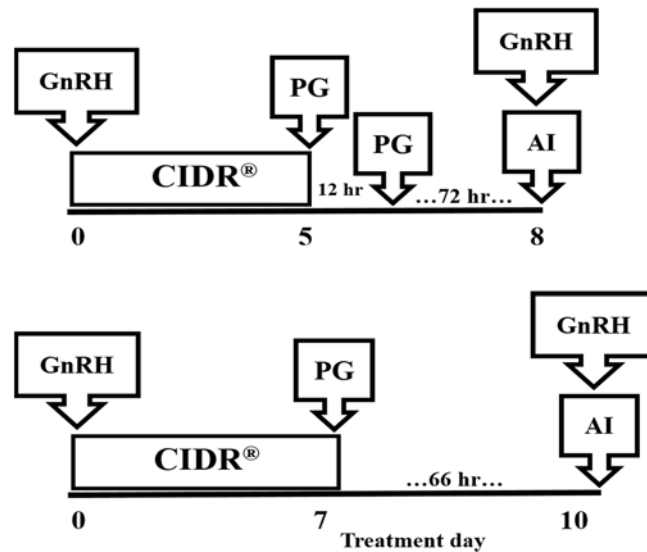 GnRH
GnRH
PG
PG
AI
CIDR®
12 hr
...72 hr...
0 5 8
GnRH
GnRH
PG
AI
CIDR®
...66 hr...
0 7 10
Treatment day